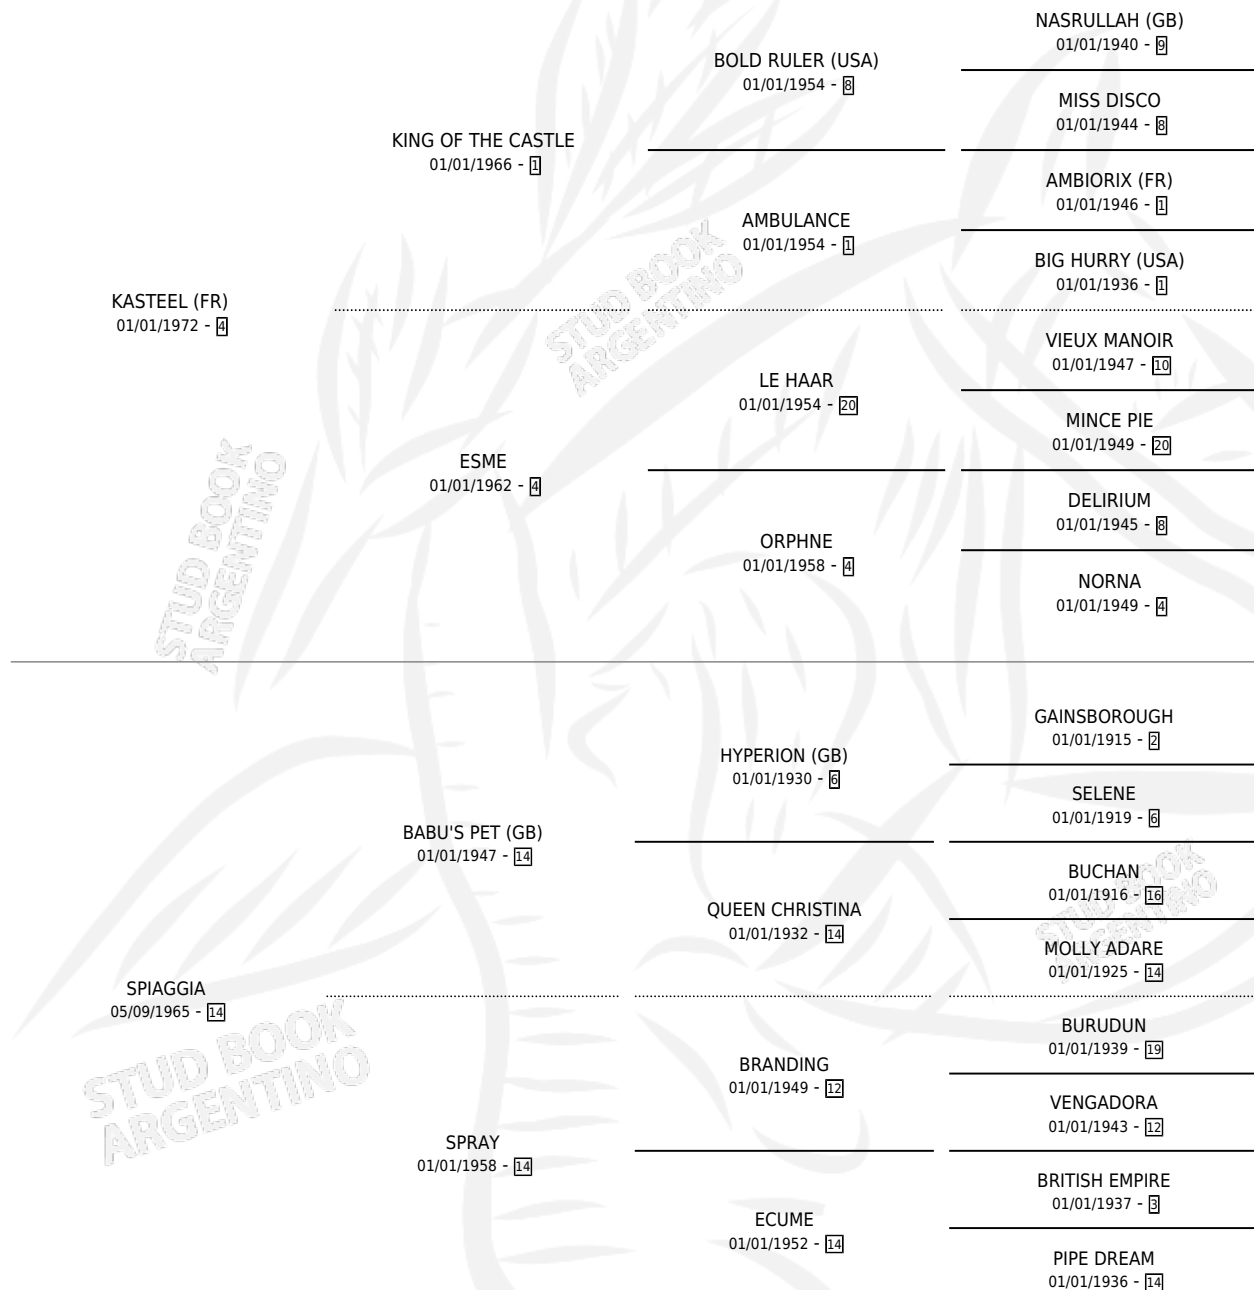 NASRULLAH (GB)
01/01/1940 - 9
BOLD RULER (USA)
01/01/1954 - 8
MISS DISCO
01/01/1944 - 8
KING OF THE CASTLE
01/01/1966 - 1
AMBIORIX (FR)
01/01/1946 - 1
AMBULANCE
01/01/1954 - 1
BIG HURRY (USA)
01/01/1936 - 1
STUD BOOK
ARGENTINO
KASTEEL (FR)
01/01/1972 - 4
VIEUX MANOIR
01/01/1947 - 10
LE HAAR
01/01/1954 - 20
MINCE PIE
01/01/1949 - 20
ESME
01/01/1962 - 4
DELIRIUM
01/01/1945 - 8
ORPHNE
01/01/1958 - 4
NORNA
01/01/1949 - 4
STUD BOOK
ARGENTINO
GAINSBOROUGH
01/01/1915 - 2
HYPERION (GB)
01/01/1930 - 6
SELENE
01/01/1919 - 6
BABU'S PET (GB)
01/01/1947 - 14
BUCHAN
01/01/1916 - 16
QUEEN CHRISTINA
01/01/1932 - 14
MOLLY ADARE
01/01/1925 - 14
STUD BOOK
ARGENTINO
SPIAGGIA
05/09/1965 - 14
BURUDUN
01/01/1939 - 19
BRANDING
01/01/1949 - 12
VENGADORA
01/01/1943 - 12
SPRAY
01/01/1958 - 14
BRITISH EMPIRE
01/01/1937 - 3
ECUME
01/01/1952 - 14
PIPE DREAM
01/01/1936 - 14
STUD BOOK
ARGENTINO